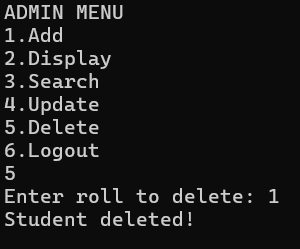 ADMIN MENU
1.Add
2.Display
3.Search
4.Update
5.Delete
6.Logout
5
Enter roll to delete: 1
Student deleted!